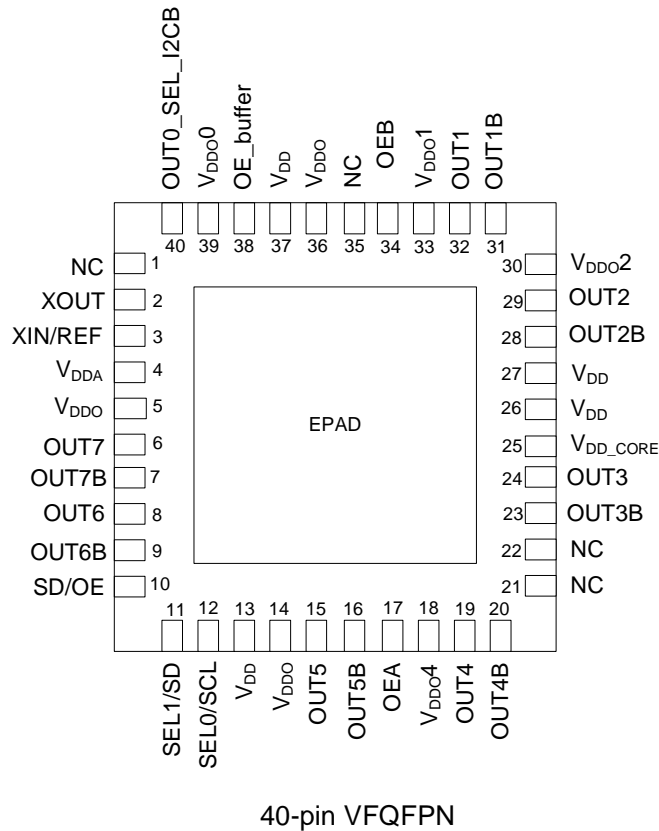 OUT0_SEL_I2CB
VDDO0
OE_buffer
VDD
VDDO
NC
OEB
VDDO1
OUT1
OUT1B
40 39 38 37 36 35 34 33 32 31
NC 1
XOUT 2
XIN/REF 3
VDDA 4
VDDO 5
OUT7 6
OUT7B 7
OUT6 8
OUT6B 9
SD/OE 10
EPAD
30 VDDO2
29 OUT2
28 OUT2B
27 VDD
26 VDD
25 VDD_CORE
24 OUT3
23 OUT3B
22 NC
21 NC
11 12 13 14 15 16 17 18 19 20
SEL1/SD
SEL0/SCL
VDD
VDDO
OUT5
OUT5B
OEA
VDDO4
OUT4
OUT4B
40-pin VFQFPN